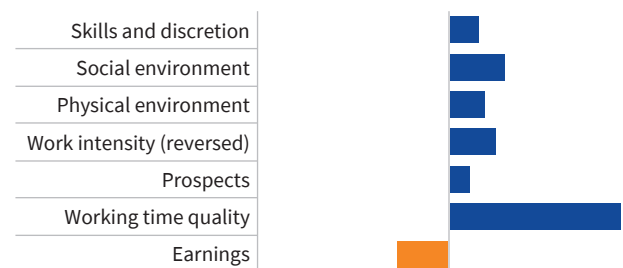 Skills and discretion
Social environment
Physical environment
Work intensity (reversed)
Prospects
Working time quality
Earnings